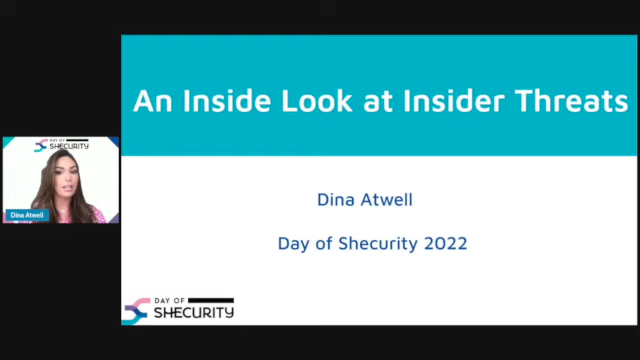 An Inside Look at Insider Threats
DAY OF
SHECURITY
Dina Atwell
Dina Atwell
Day of Shecurity 2022
DAY OF
SHECURITY